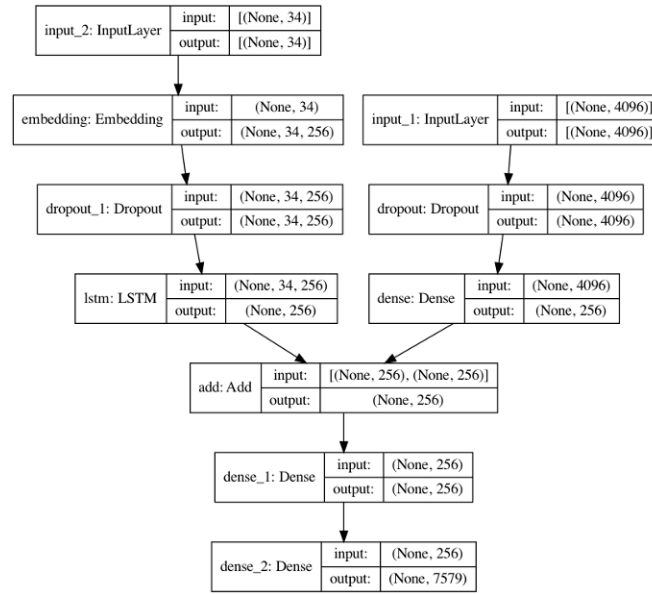 input_2: InputLayer
input: [(None, 34)]
output: [(None, 34)]
embedding: Embedding
input: (None, 34)
output: (None, 34, 256)
input_1: InputLayer
input: [(None, 4096)]
output: [(None, 4096)]
dropout_1: Dropout
input: (None, 34, 256)
output: (None, 34, 256)
dropout: Dropout
input: (None, 4096)
output: (None, 4096)
lstm: LSTM
input: (None, 34, 256)
output: (None, 256)
dense: Dense
input: (None, 4096)
output: (None, 256)
add: Add
input: [(None, 256), (None, 256)]
output: (None, 256)
dense_1: Dense
input: (None, 256)
output: (None, 256)
dense_2: Dense
input: (None, 256)
output: (None, 7579)